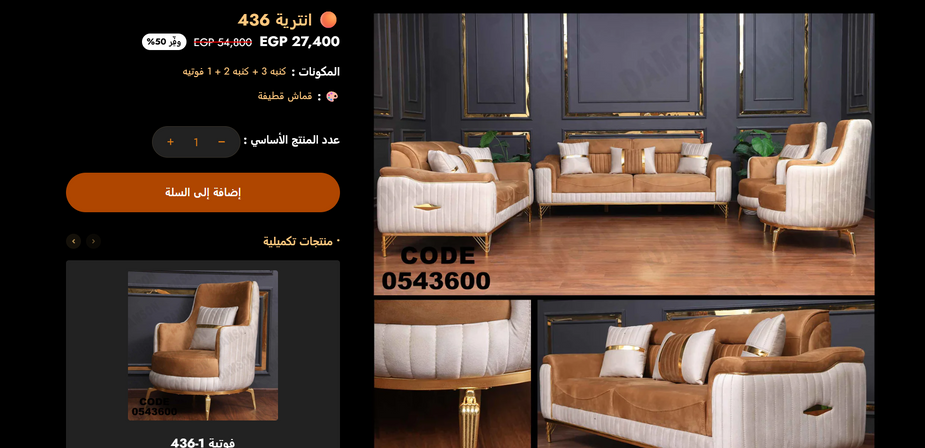 انترية 436
EGP 27,400 EGP 54,800 وفّر 50%
المكونات : كنبه 3 + كنبه 2 + 1 فوتيه
: قماش قطيفة
عدد المنتج الأساسي :
− 1 +
إضافة إلى السلة
• منتجات تكميلية
CODE
0543600
فوتية 1-436
CODE
0543600